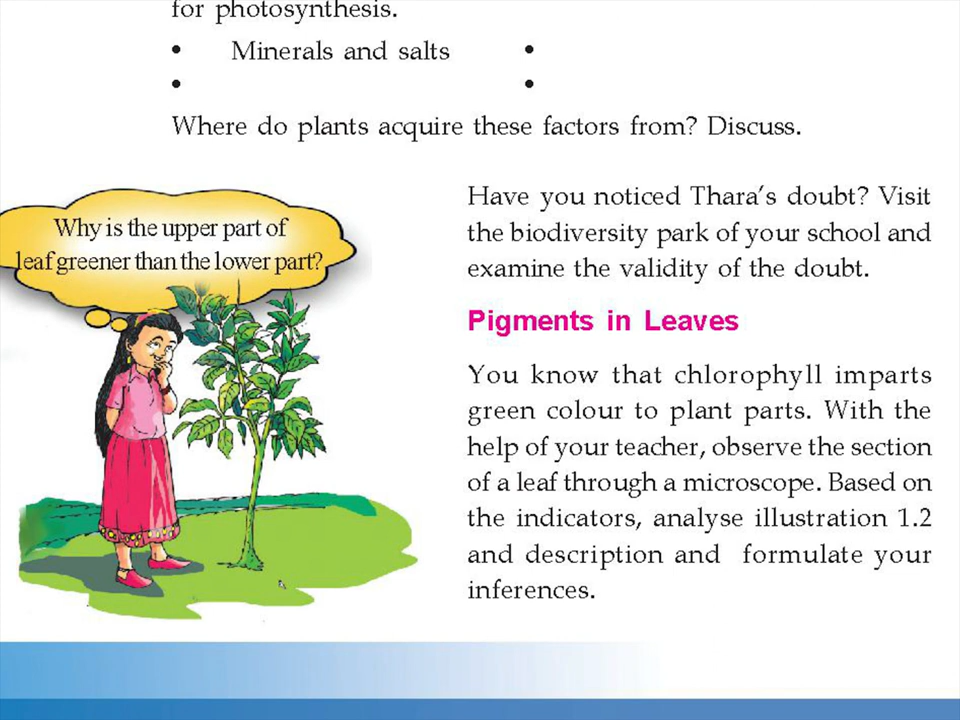 for photosynthesis.
• Minerals and salts •
• •
Where do plants acquire these factors from? Discuss.
Why is the upper part of
leaf greener than the lower part?
Have you noticed Thara's doubt? Visit
the biodiversity park of your school and
examine the validity of the doubt.
Pigments in Leaves
You know that chlorophyll imparts
green colour to plant parts. With the
help of your teacher, observe the section
of a leaf through a microscope. Based on
the indicators, analyse illustration 1.2
and description and formulate your
inferences.